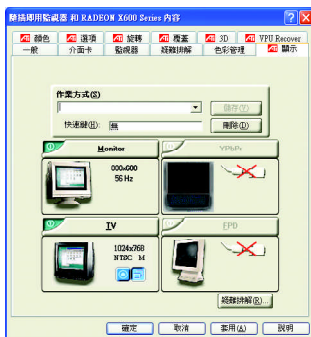 隨插即用監視器 和 RADEON X600 Series 內容
顏色 選項 旋轉 覆蓋 3D VPU Recover
一般 介面卡 監視器 疑難排解 色彩管理 顯示
作業方式(S)
儲存(V)
快速鍵(H): 無 刪除(D)
Monitor YPbPr
800x600
56 Hz
TV FPD
1024x768
NTSC M
疑難排解(R)...
確定 取消 套用(A) 說明